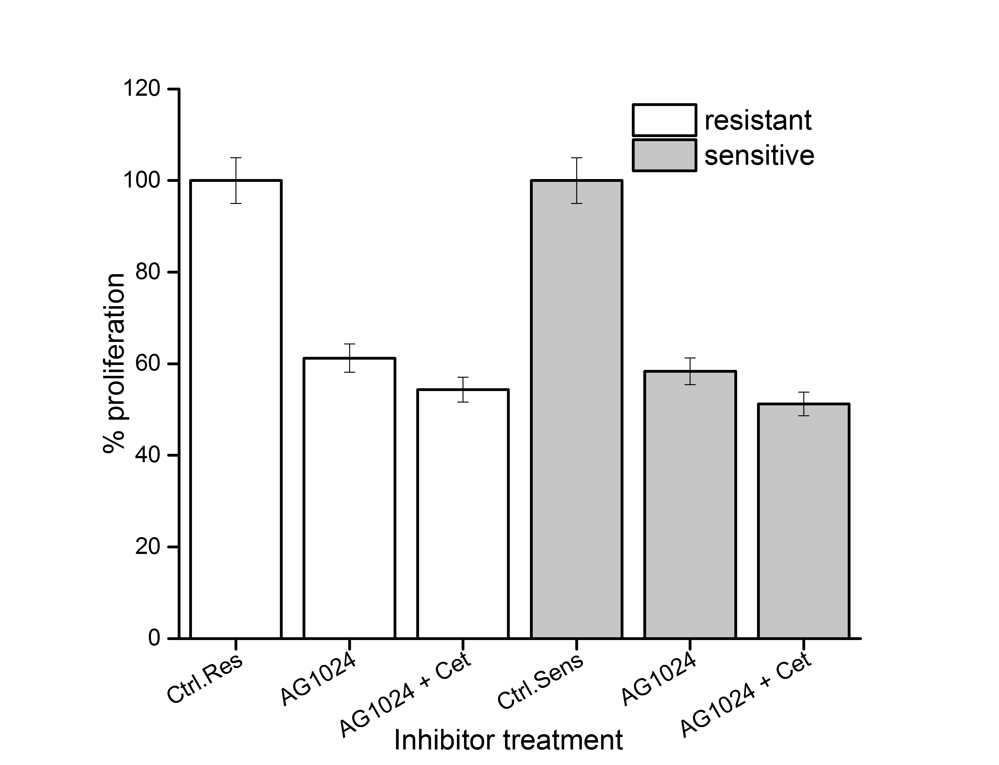 120
100
80
60
40
20
0
% proliferation
resistant
sensitive
Ctrl.Res
AG1024
AG1024 + Cet
Ctrl.Sens
AG1024
AG1024 + Cet
Inhibitor treatment